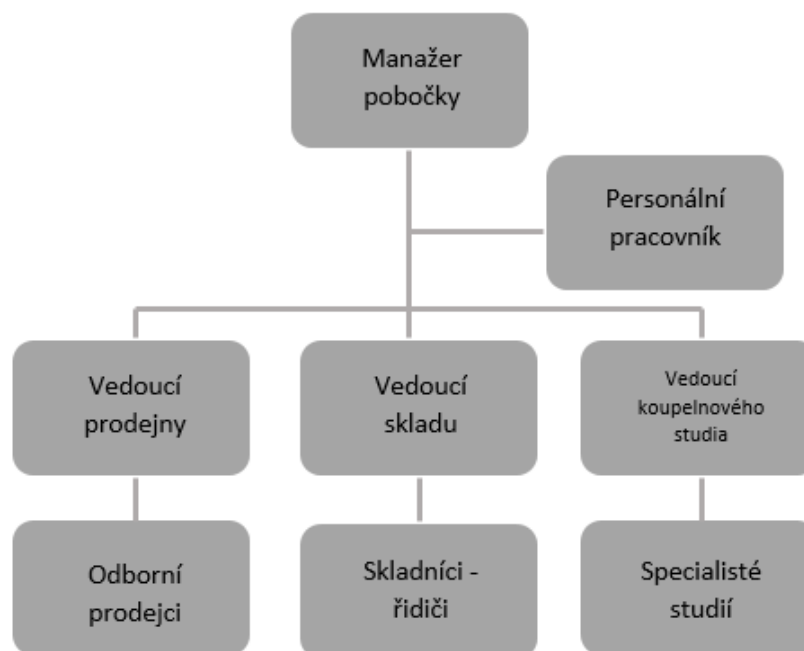 Manažer
pobočky
Personální
pracovník
Vedoucí
prodejny
Vedoucí
skladu
Vedoucí
koupelnového
studia
Odborní
prodejci
Skladníci -
řidiči
Specialisté
studií